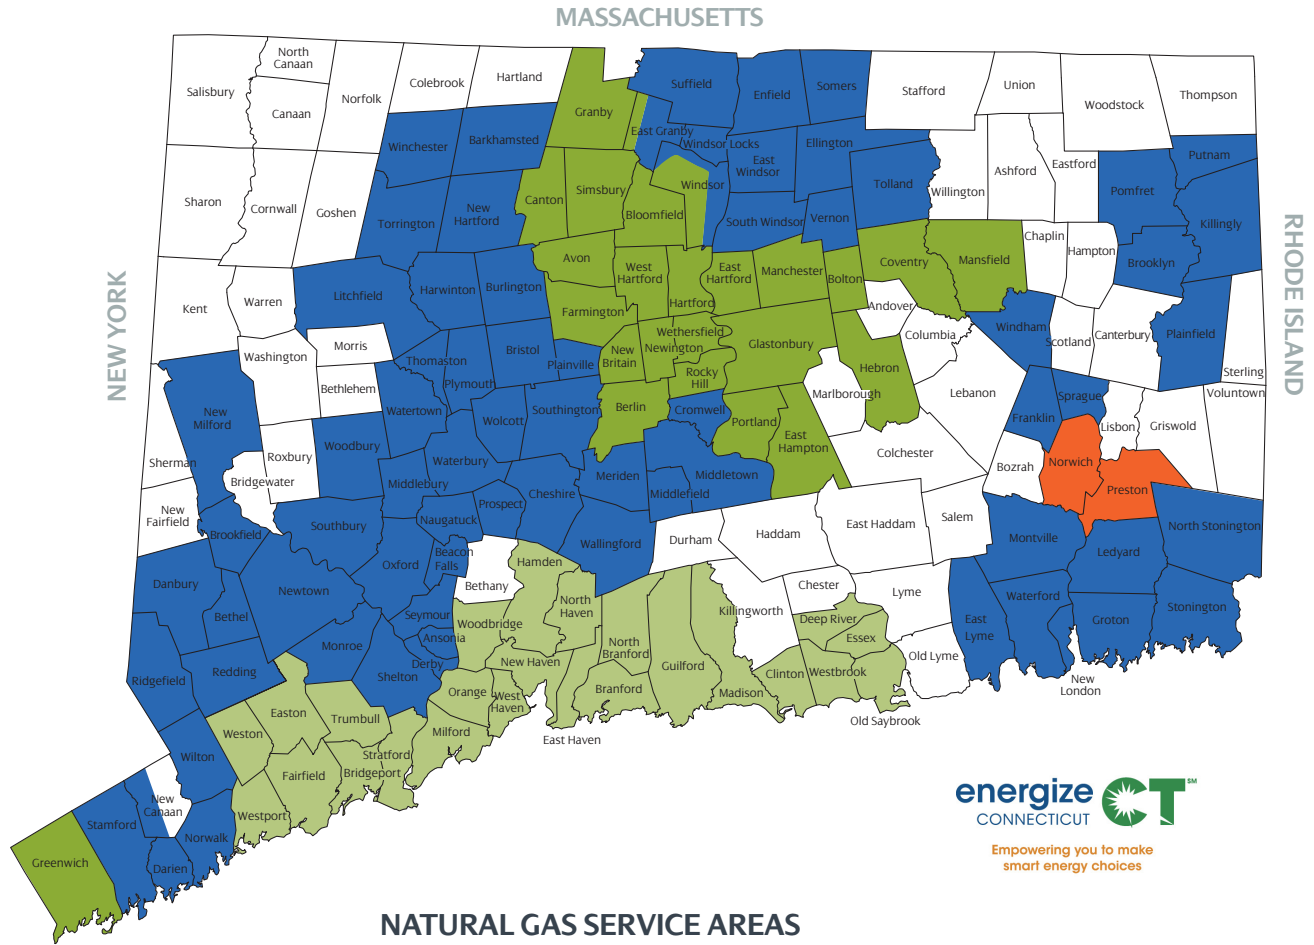 MASSACHUSETTS
North
Canaan
Salisbury
Canaan
Norfolk
Colebrook
Hartland
Granby
Suffield
Enfield
Somers
Stafford
Union
Woodstock
Thompson
East Granby
Windsor Locks
Winchester
Barkhamsted
East
Windsor
Ellington
Tolland
Willington
Ashford
Eastford
Pomfret
Putnam
Killingly
Sharon
Cornwall
Goshen
Torrington
New
Hartford
Canton
Simsbury
Bloomfield
Windsor
South Windsor
Vernon
Coventry
Mansfield
Chaplin
Hampton
Brooklyn
RHODE ISLAND
NEW YORK
Kent
Warren
Litchfield
Harwinton
Burlington
Avon
West
Hartford
Hartford
East
Hartford
Manchester
Bolton
Andover
Columbia
Windham
Scotland
Canterbury
Plainfield
Sterling
Washington
Morris
Bethlehem
Thomaston
Plymouth
Bristol
Plainville
Farmington
New
Britain
Newington
Wethersfield
Rocky
Hill
Glastonbury
Hebron
Marlborough
Lebanon
Franklin
Sprague
Lisbon
Griswold
Voluntown
New
Milford
Sherman
Bridgewater
Roxbury
Woodbury
Watertown
Wolcott
Southington
Berlin
Cromwell
Portland
East
Hampton
Colchester
Bozrah
Norwich
Preston
North Stonington
New
Fairfield
Brookfield
Southbury
Middlebury
Waterbury
Naugatuck
Prospect
Cheshire
Meriden
Middlefield
Middletown
Wallingford
Durham
Haddam
East Haddam
Salem
Montville
Ledyard
Danbury
Bethel
Newtown
Oxford
Beacon
Falls
Bethany
Hamden
North
Haven
Killingworth
Chester
Deep River
Essex
Lyme
Old Lyme
East
Lyme
Waterford
New
London
Groton
Stonington
Ridgefield
Redding
Monroe
Seymour
Ansonia
Derby
Shelton
Woodbridge
New Haven
Orange
West
Haven
East Haven
North
Branford
Branford
Guilford
Madison
Clinton
Westbrook
Old Saybrook
Wilton
Weston
Easton
Trumbull
Stratford
Bridgeport
Milford
Fairfield
Westport
New
Canaan
Norwalk
Darien
Stamford
Greenwich
energize CT SM
CONNECTICUT
Empowering you to make
smart energy choices
NATURAL GAS SERVICE AREAS